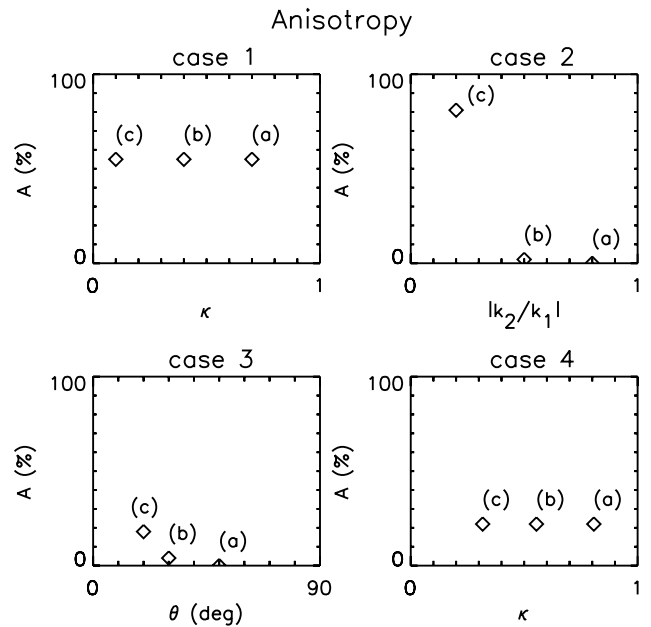 Anisotropy
case 1
100
A (%)
(c) (b) (a)
0
0 1
κ
case 2
100
A (%)
(c)
(b)
(a)
0
0 1
|k₂/k₁|
case 3
100
A (%)
(c)
(b)
(a)
0
0 90
θ (deg)
case 4
100
A (%)
(c) (b) (a)
0
0 1
κ